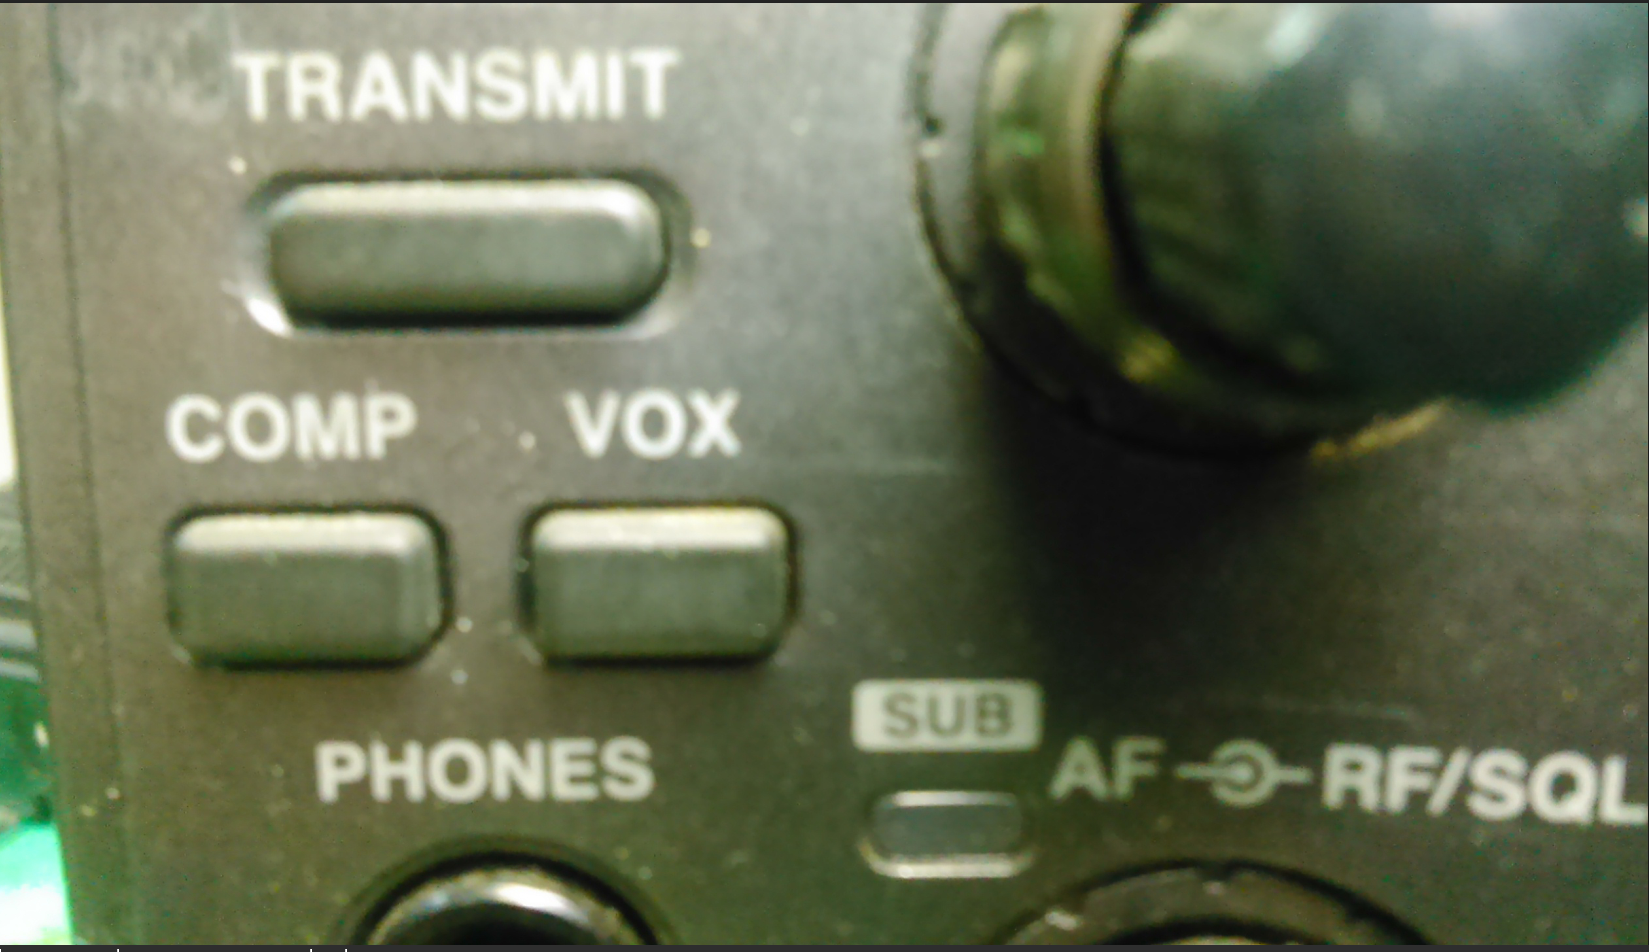 TRANSMIT
COMP VOX
PHONES
SUB
AF RF/SQL